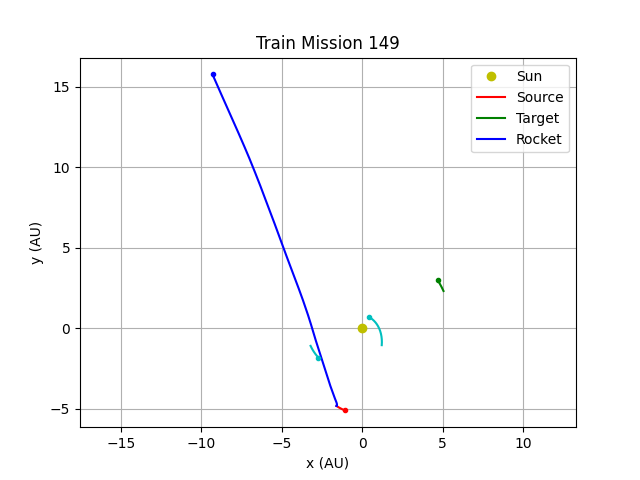 Train Mission 149
Sun
Source
Target
Rocket
y (AU)
15
10
5
0
−5
−15
−10
−5
0
5
10
x (AU)